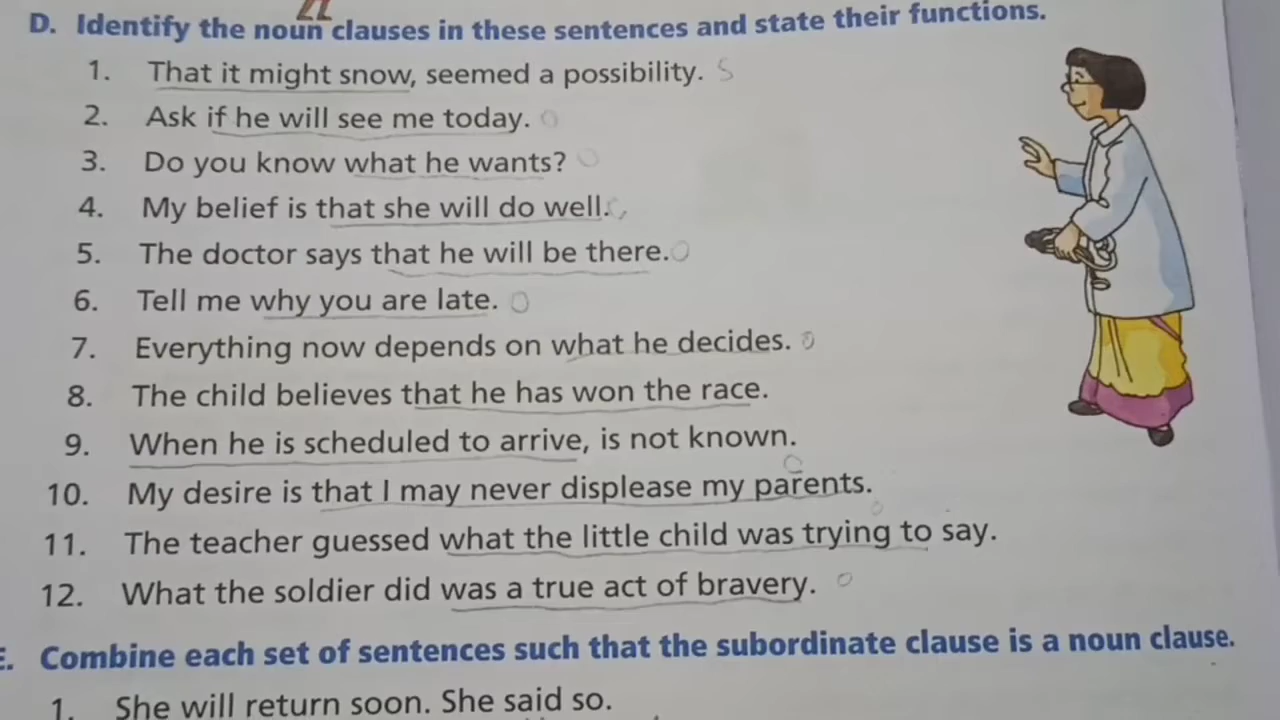 D. Identify the noun clauses in these sentences and state their functions.
1. That it might snow, seemed a possibility. S
2. Ask if he will see me today. O
3. Do you know what he wants? O
4. My belief is that she will do well. C
5. The doctor says that he will be there. O
6. Tell me why you are late. O
7. Everything now depends on what he decides. O
8. The child believes that he has won the race.
9. When he is scheduled to arrive, is not known.
10. My desire is that I may never displease my parents. O
11. The teacher guessed what the little child was trying to say. O
12. What the soldier did was a true act of bravery. O
E. Combine each set of sentences such that the subordinate clause is a noun clause.
1. She will return soon. She said so.